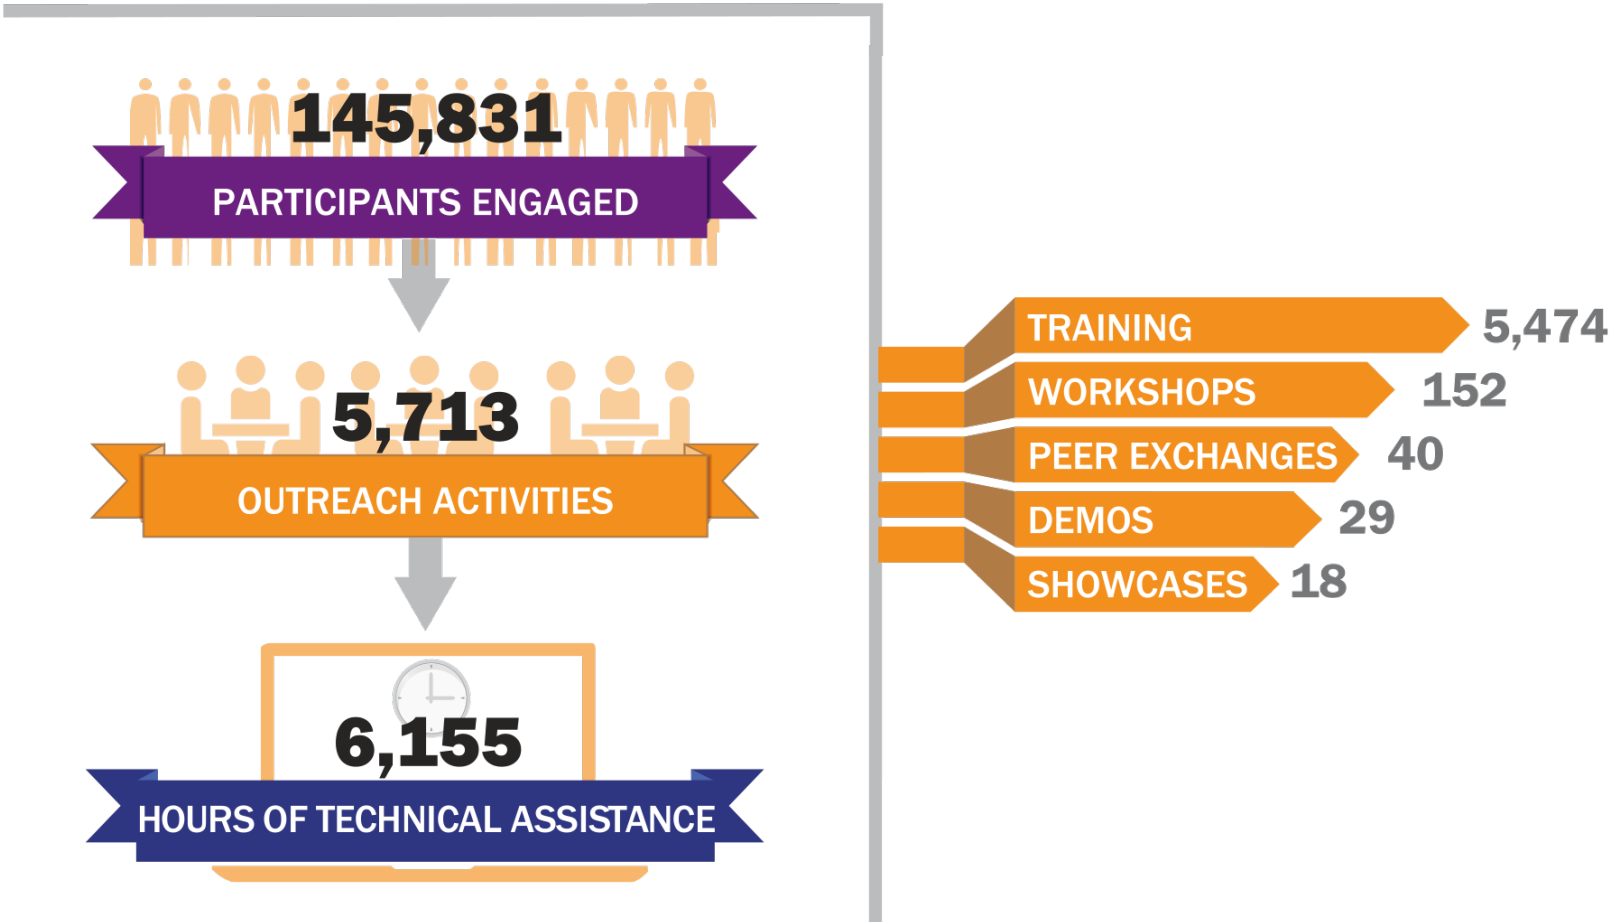 145,831
PARTICIPANTS ENGAGED
5,713
OUTREACH ACTIVITIES
6,155
HOURS OF TECHNICAL ASSISTANCE
TRAINING 5,474
WORKSHOPS 152
PEER EXCHANGES 40
DEMOS 29
SHOWCASES 18